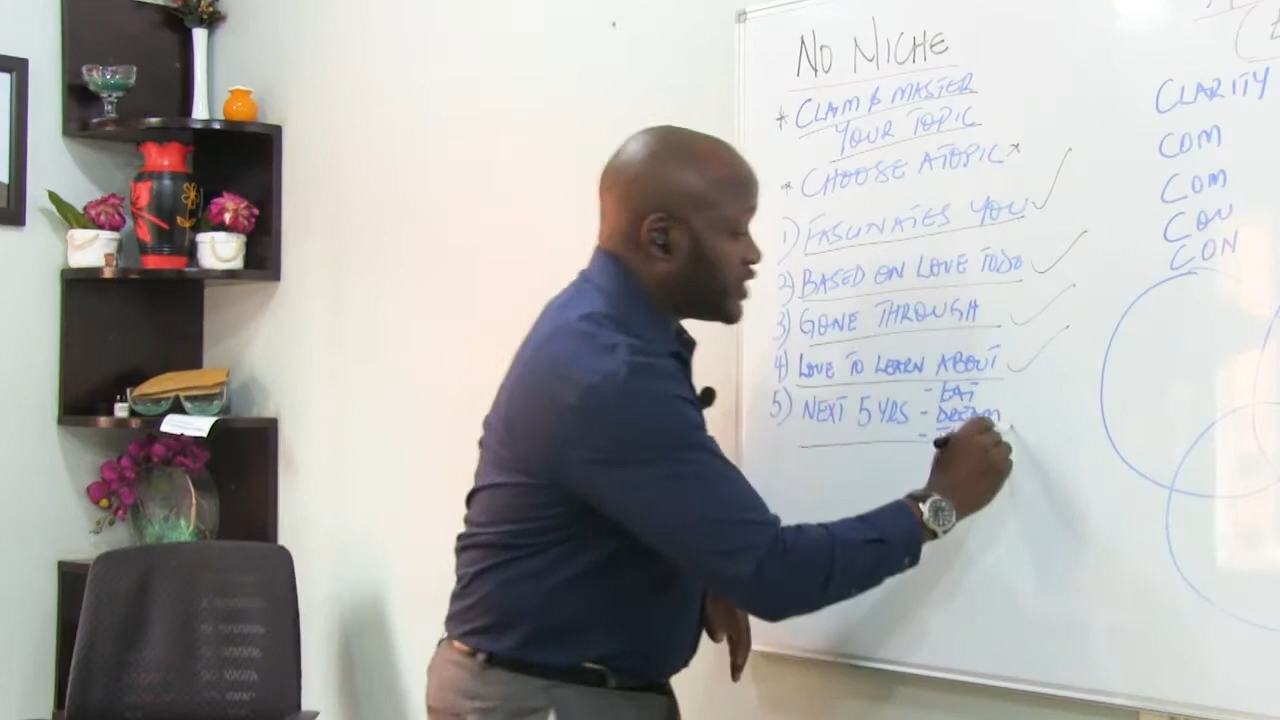 NO NICHE
* CLAIM & MASTER
YOUR TOPIC
* CHOOSE A TOPIC *
1) FASCINATES YOU
2) BASED ON LOVE TO DO
3) GONE THROUGH
4) LOVE TO LEARN ABOUT
5) NEXT 5 YRS - EAT
- DREAM
CLARITY
COM
COM
CON
CON